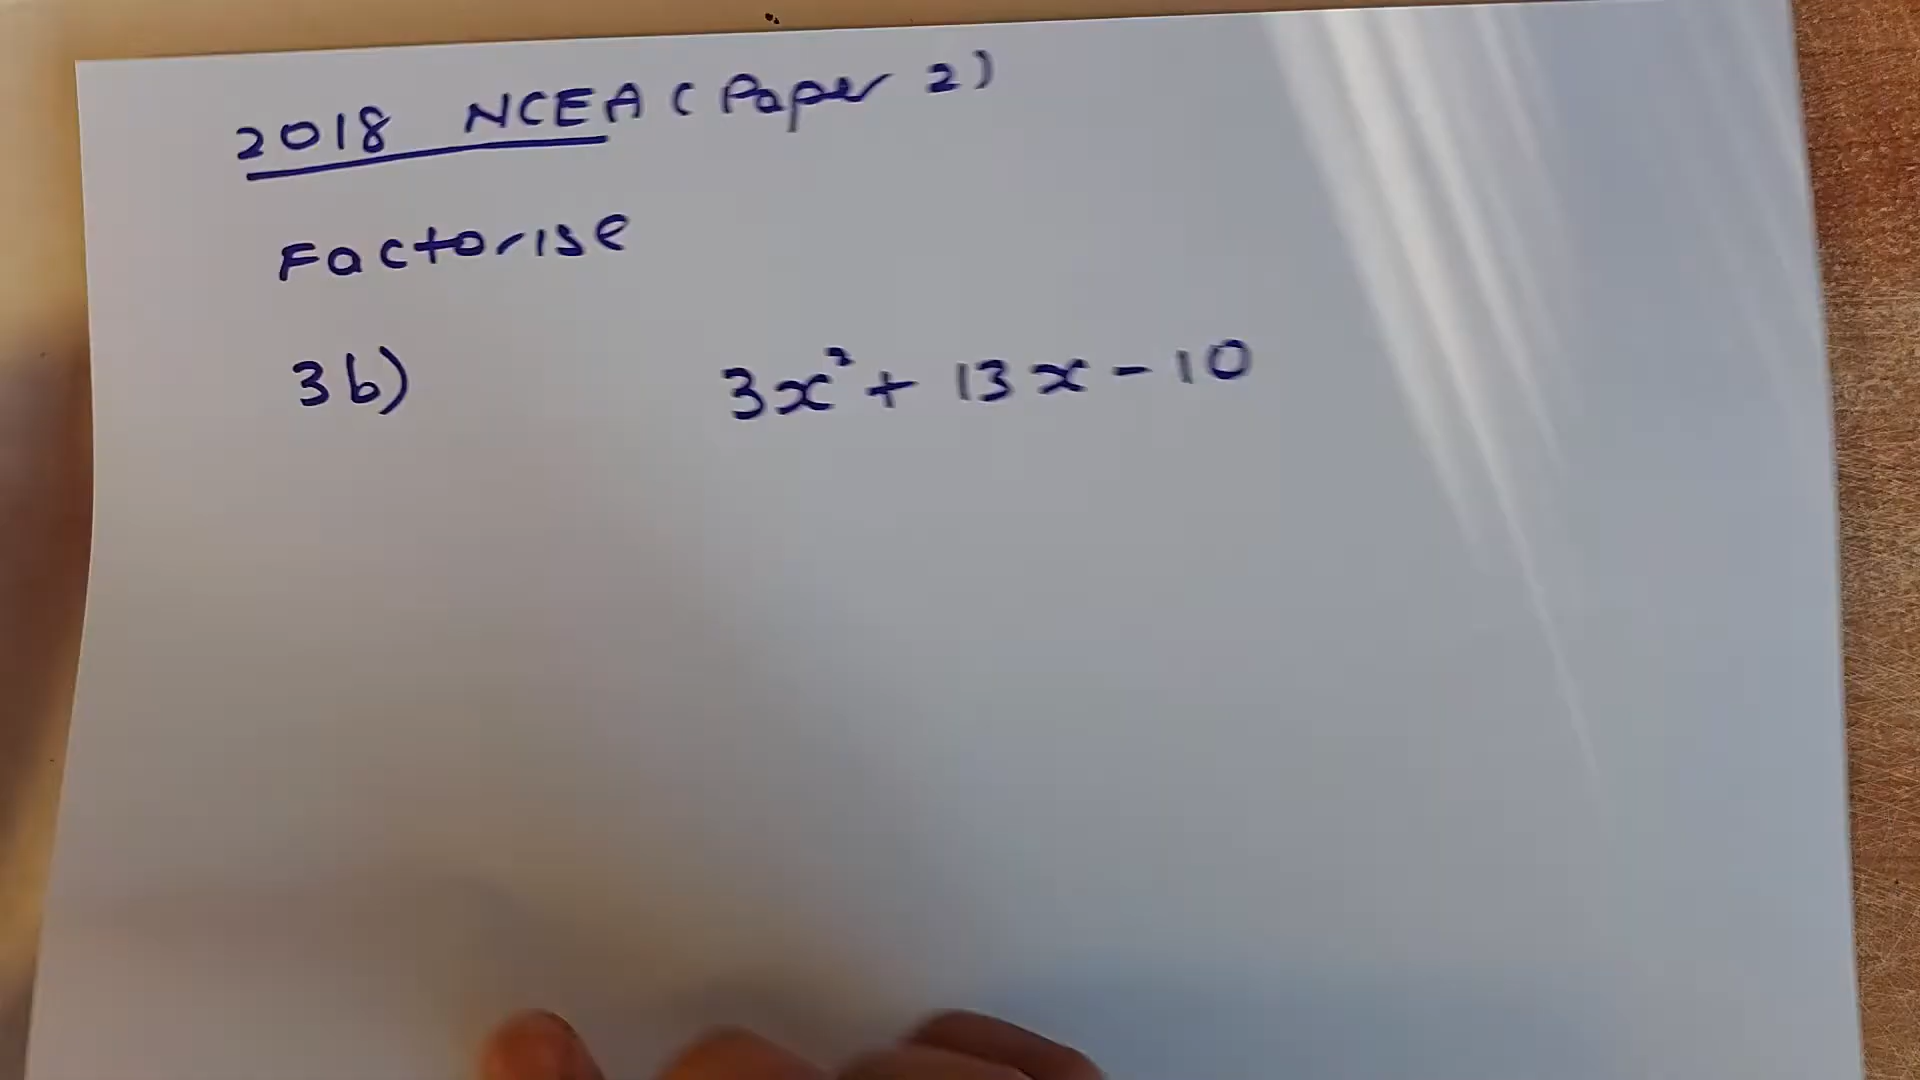 2018 NCEA (Paper 2)
Factorise
3b) 3x² + 13x - 10